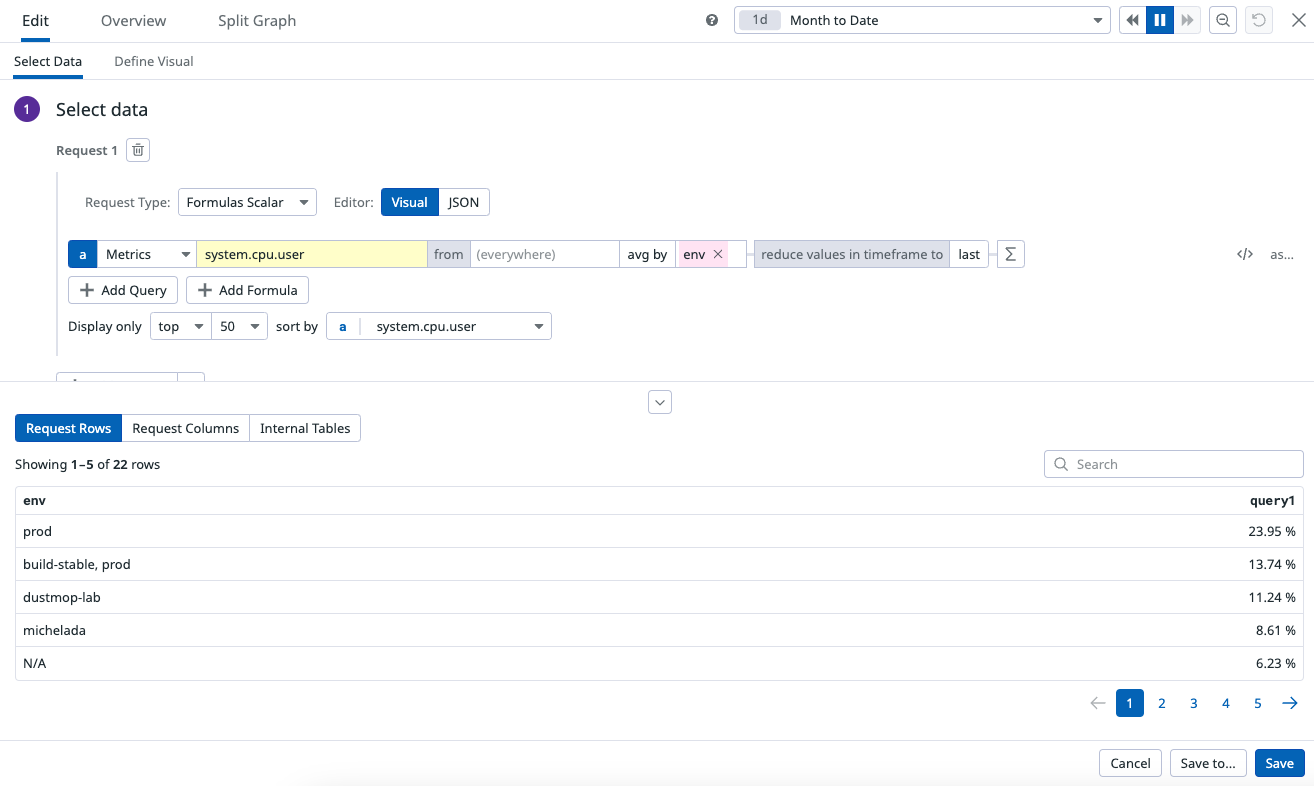 Edit Overview Split Graph 1d Month to Date
Select Data Define Visual
1 Select data
Request 1
Request Type: Formulas Scalar Editor: Visual JSON
a Metrics system.cpu.user from (everywhere) avg by env reduce values in timeframe to last Σ </> as...
Add Query Add Formula
Display only top 50 sort by a system.cpu.user
Request Rows Request Columns Internal Tables
Showing 1–5 of 22 rows Search
env query1
prod 23.95 %
build-stable, prod 13.74 %
dustmop-lab 11.24 %
michelada 8.61 %
N/A 6.23 %
1 2 3 4 5
Cancel Save to... Save